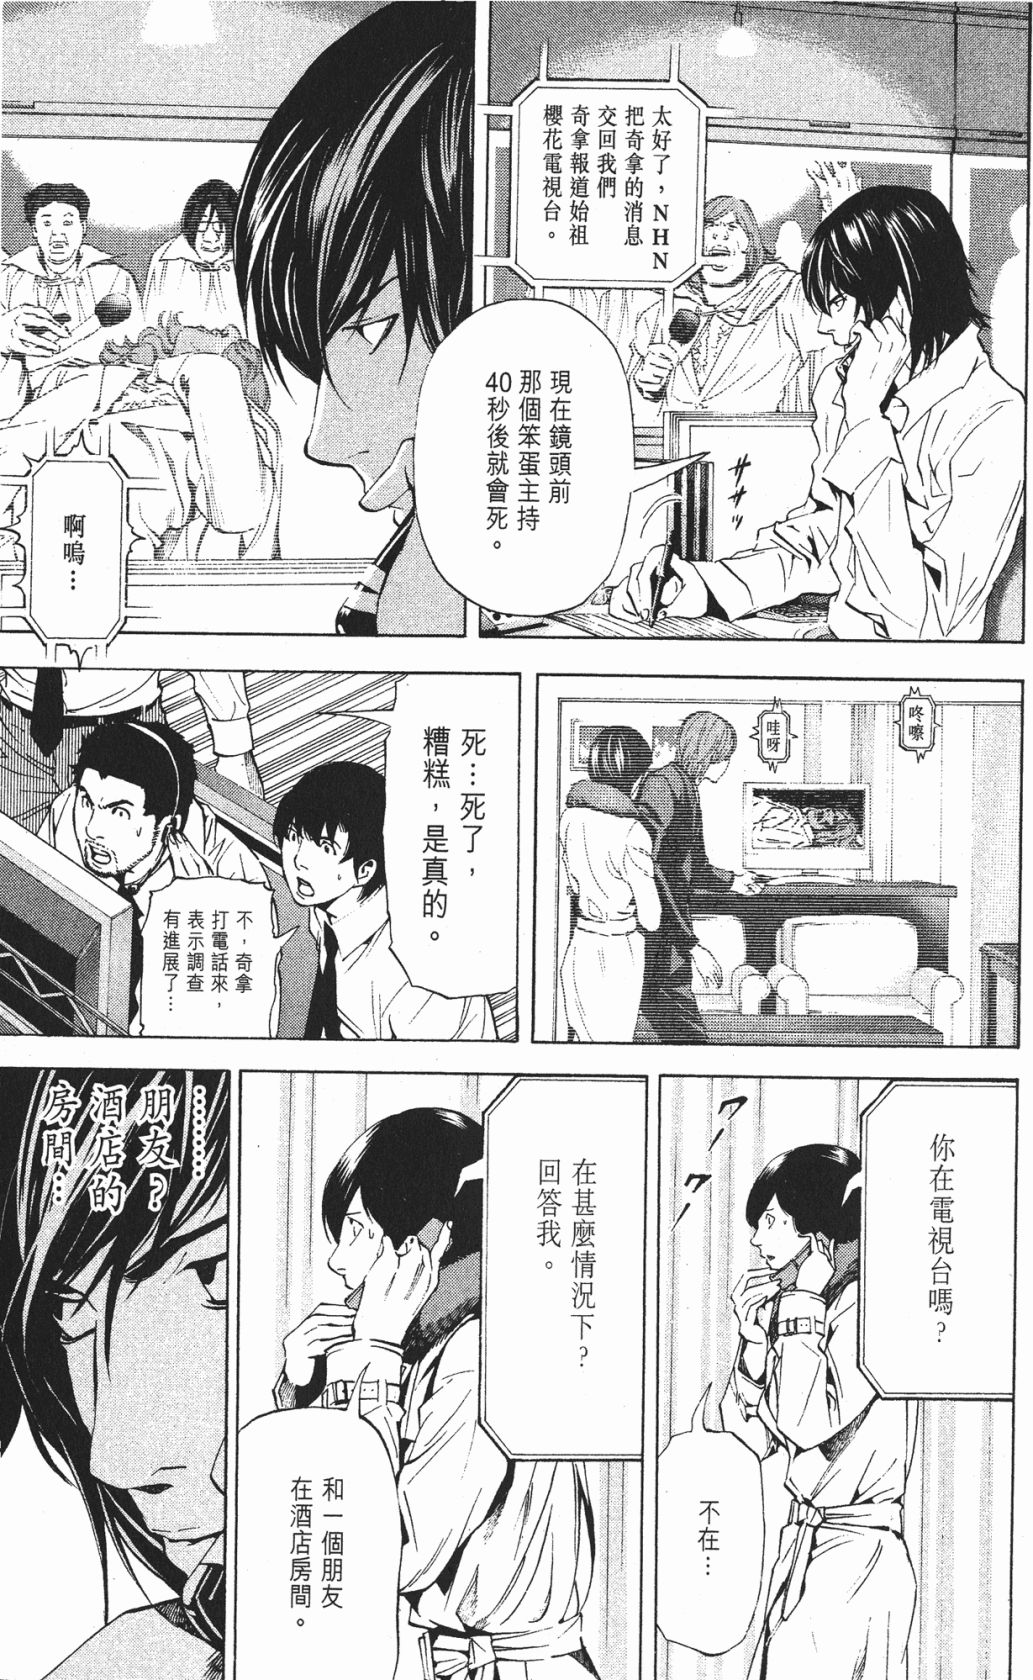 太好了，NHN
把奇拿的消息
交回我們
奇拿報道始祖
櫻花電視台。
現在鏡頭前
那個笨蛋主持
40秒後就會死。
サッ
サッ
啊嗚…
咚嚓
哇呀
死…死了，
糟糕，是真的。
不，奇拿
打電話來，
表示調查
有進展了…
你在電視台嗎？
ワナ
ワナ
不在…
在甚麼情況下？
回答我。
和一個朋友
在酒店房間。
………
朋友？
酒店的
房間…